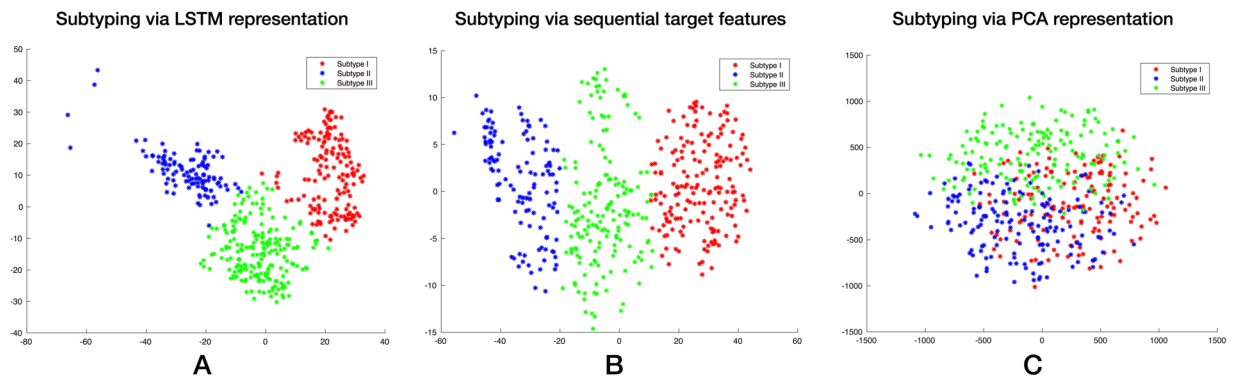 Subtyping via LSTM representation
50
40
30
20
10
0
-10
-20
-30
-40
-80 -60 -40 -20 0 20 40
Subtype I
Subtype II
Subtype III
A
Subtyping via sequential target features
15
10
5
0
-5
-10
-15
-60 -40 -20 0 20 40 60
Subtype I
Subtype II
Subtype III
B
Subtyping via PCA representation
1500
1000
500
0
-500
-1000
-1500
-1500 -1000 -500 0 500 1000 1500
Subtype I
Subtype II
Subtype III
C